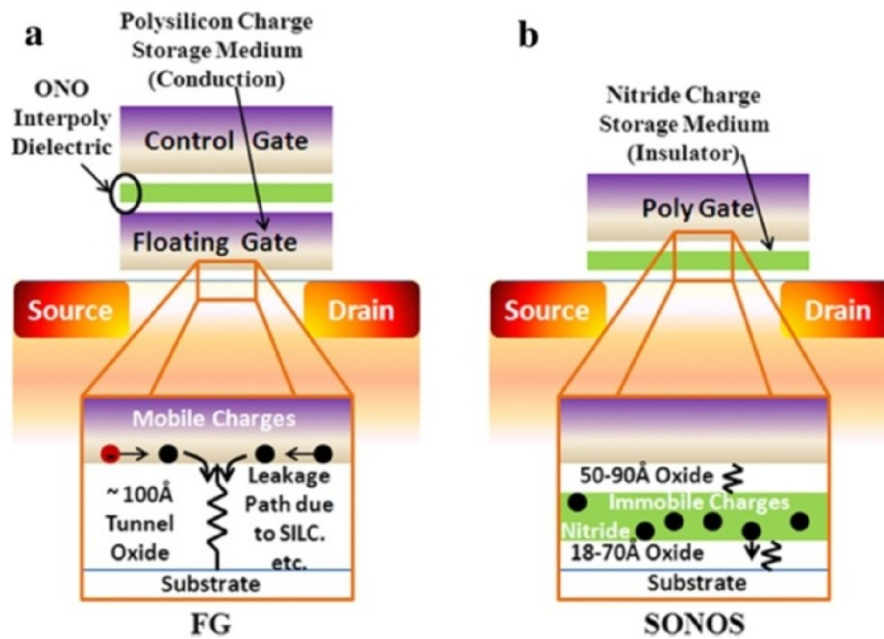 a
Polysilicon Charge
Storage Medium
(Conduction)
ONO
Interpoly
Dielectric
Control Gate
Floating Gate
Source
Drain
Mobile Charges
~ 100Å
Tunnel
Oxide
Leakage
Path due
to SILC.
etc.
Substrate
FG
b
Nitride Charge
Storage Medium
(Insulator)
Poly Gate
Source
Drain
50-90Å Oxide
Immobile Charges
Nitride
18-70Å Oxide
Substrate
SONOS